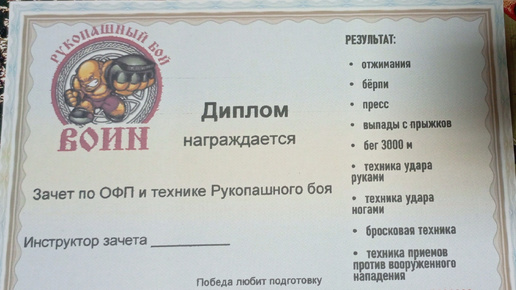 РУКОПАШНЫЙ БОЙ
ВОИН
Диплом
награждается
Зачет по ОФП и технике Рукопашного боя
Инструктор зачета ____________
Победа любит подготовку
РЕЗУЛЬТАТ:
• отжимания
• бёрпи
• пресс
• выпады с прыжков
• бег 3000 м
• техника удара
руками
• техника удара
ногами
• бросковая техника
• техника приемов
против вооруженного
нападения